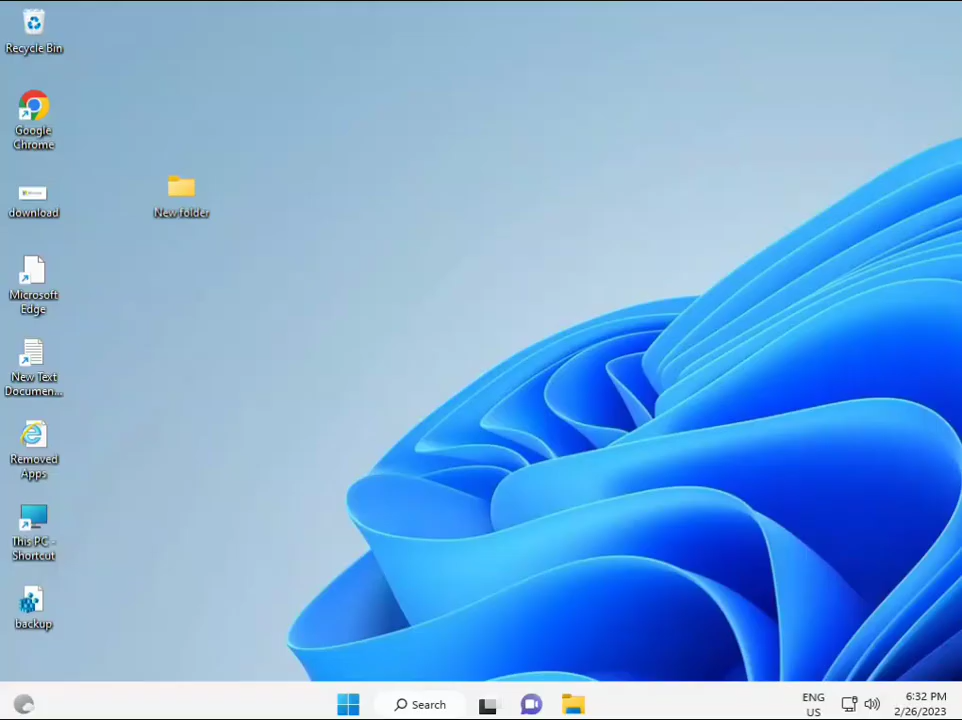 Recycle Bin
Google
Chrome
download
New folder
Microsoft
Edge
New Text
Documen...
Removed
Apps
This PC -
Shortcut
backup
Search
ENG
US
6:32 PM
2/26/2023